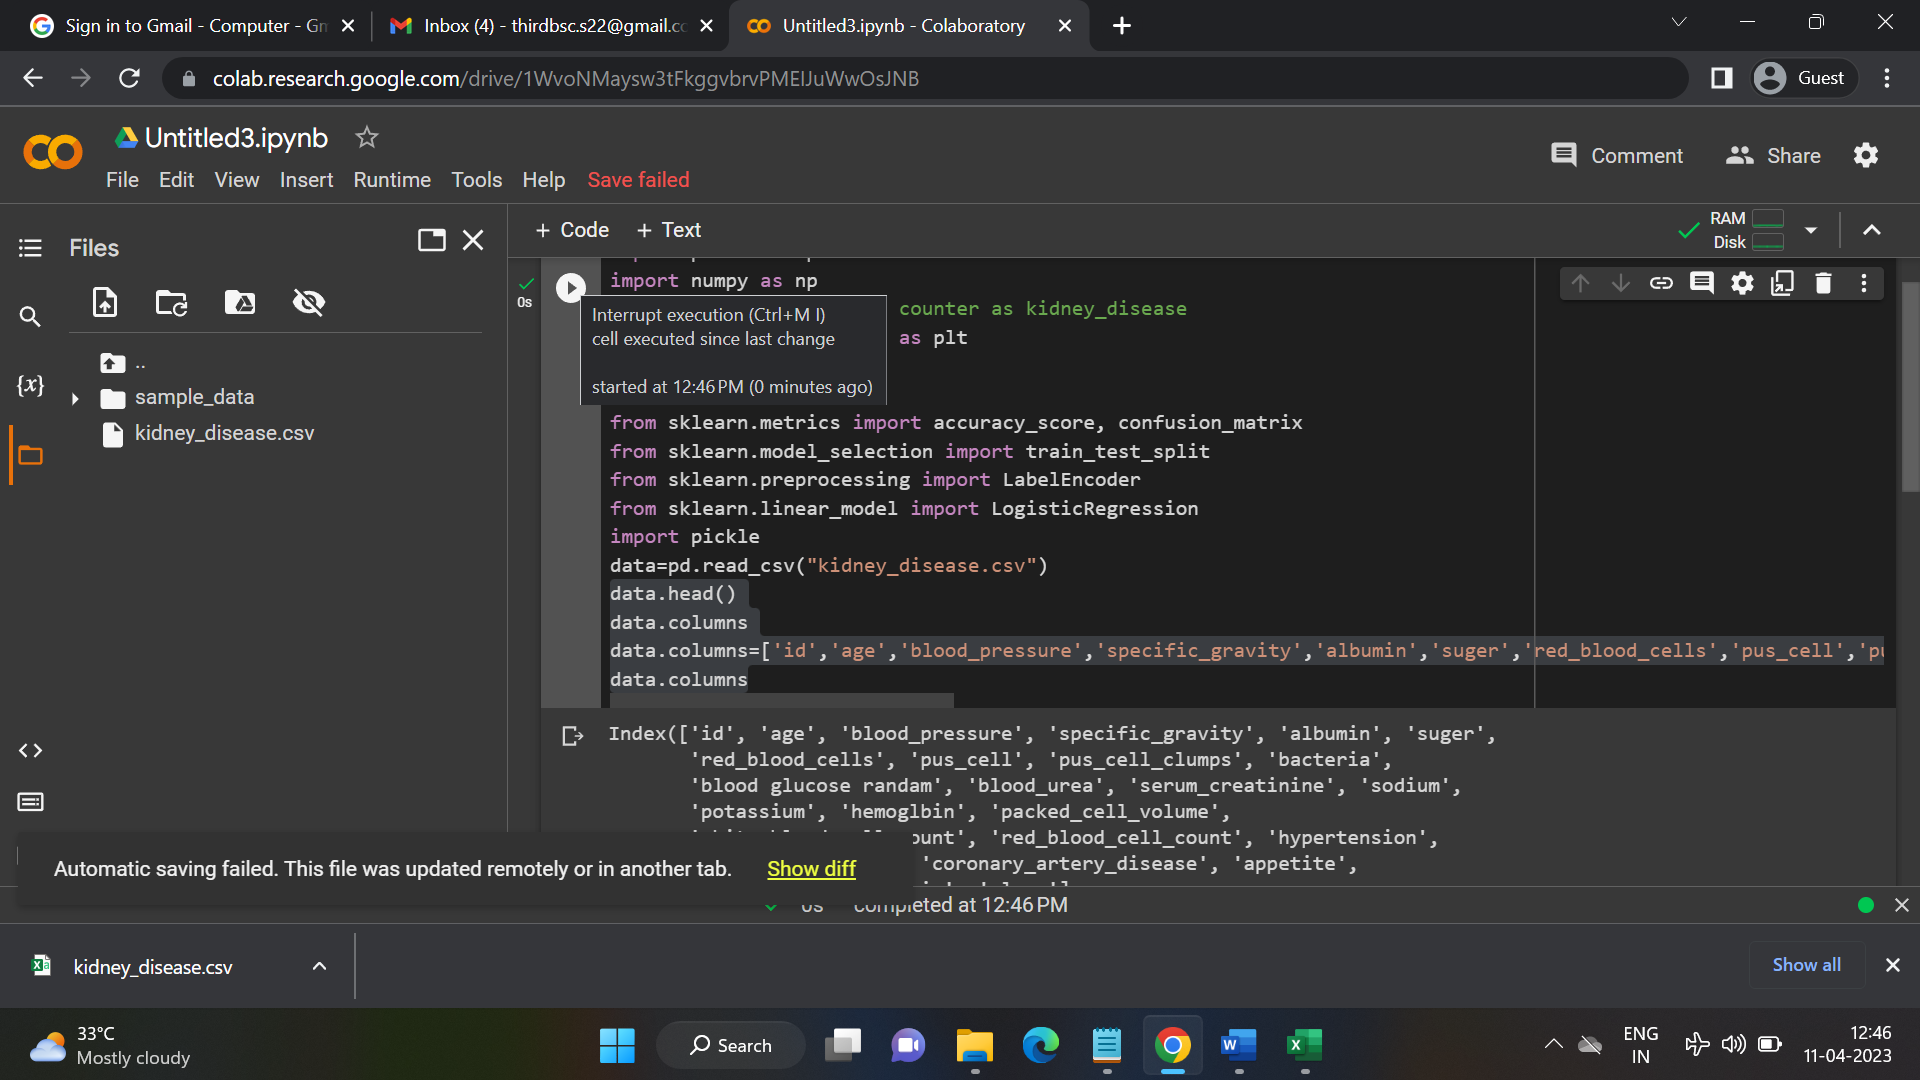 Sign in to Gmail - Computer - Gm
Inbox (4) - thirdbsc.s22@gmail.co
Untitled3.ipynb - Colaboratory
colab.research.google.com/drive/1WvoNMaysw3tFkggvbrvPMEIJuWwOsJNB
Guest
Untitled3.ipynb
Comment
Share
File Edit View Insert Runtime Tools Help Save failed
Files
+ Code + Text
RAM
Disk
..
sample_data
kidney_disease.csv
0s
import numpy as np
counter as kidney_disease
as plt
Interrupt execution (Ctrl+M I)
cell executed since last change
started at 12:46 PM (0 minutes ago)
from sklearn.metrics import accuracy_score, confusion_matrix
from sklearn.model_selection import train_test_split
from sklearn.preprocessing import LabelEncoder
from sklearn.linear_model import LogisticRegression
import pickle
data=pd.read_csv("kidney_disease.csv")
data.head()
data.columns
data.columns=['id','age','blood_pressure','specific_gravity','albumin','suger','red_blood_cells','pus_cell','pu
data.columns
Index(['id', 'age', 'blood_pressure', 'specific_gravity', 'albumin', 'suger',
'red_blood_cells', 'pus_cell', 'pus_cell_clumps', 'bacteria',
'blood glucose randam', 'blood_urea', 'serum_creatinine', 'sodium',
'potassium', 'hemoglbin', 'packed_cell_volume',
ount', 'red_blood_cell_count', 'hypertension',
'coronary_artery_disease', 'appetite',
Automatic saving failed. This file was updated remotely or in another tab. Show diff
0s completed at 12:46 PM
kidney_disease.csv
Show all
33°C
Mostly cloudy
Search
ENG
IN
12:46
11-04-2023